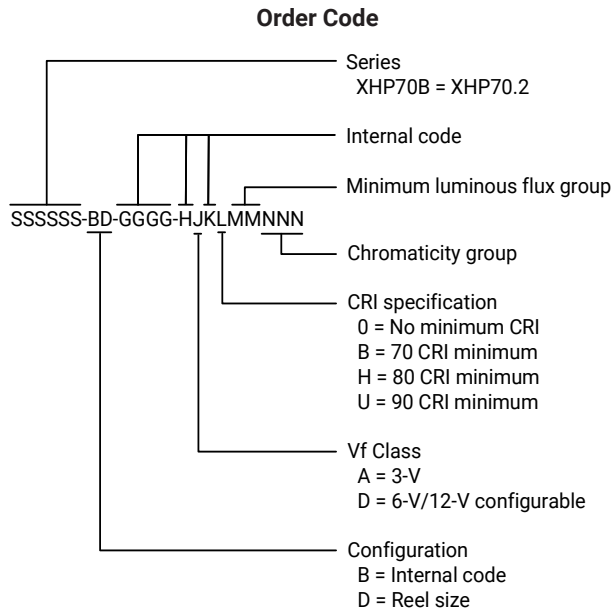 Order Code
Series
XHP70B = XHP70.2
Internal code
Minimum luminous flux group
SSSSSS-BD-GGGG-HJKLMMNNN
Chromaticity group
CRI specification
0 = No minimum CRI
B = 70 CRI minimum
H = 80 CRI minimum
U = 90 CRI minimum
Vf Class
A = 3-V
D = 6-V/12-V configurable
Configuration
B = Internal code
D = Reel size